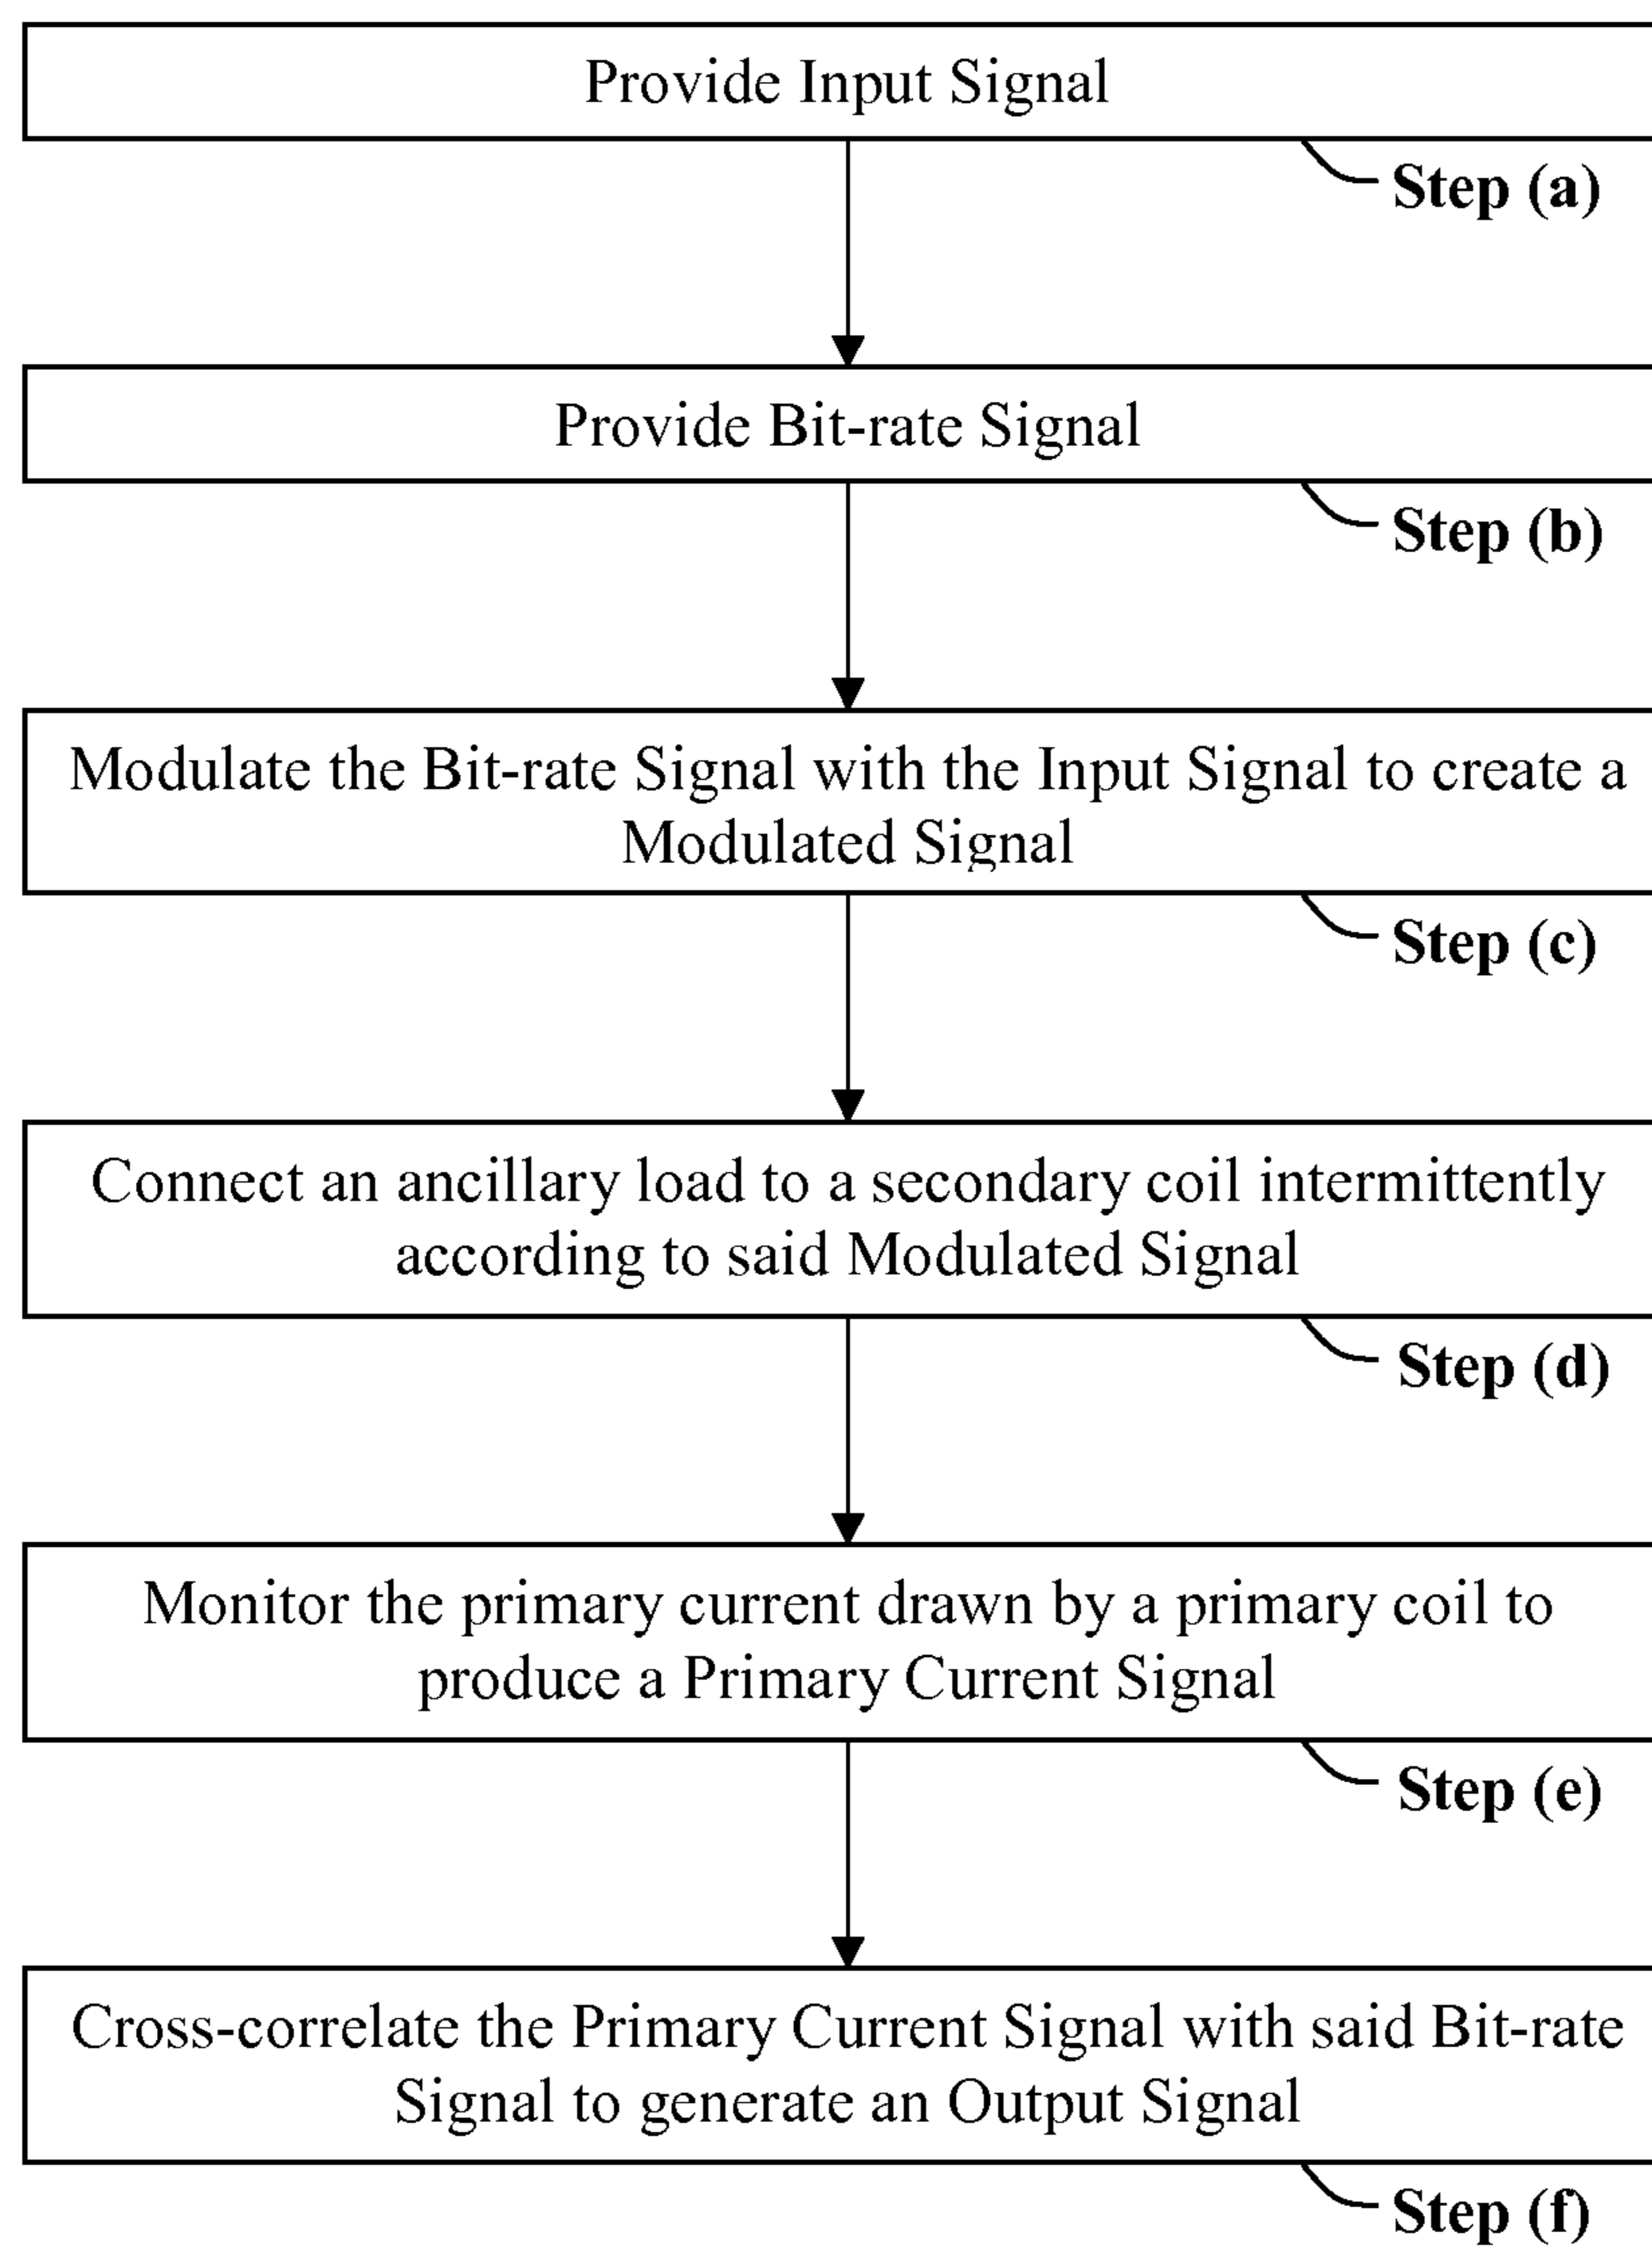 Provide Input Signal
Step (a)
Provide Bit-rate Signal
Step (b)
Modulate the Bit-rate Signal with the Input Signal to create a
Modulated Signal
Step (c)
Connect an ancillary load to a secondary coil intermittently
according to said Modulated Signal
Step (d)
Monitor the primary current drawn by a primary coil to
produce a Primary Current Signal
Step (e)
Cross-correlate the Primary Current Signal with said Bit-rate
Signal to generate an Output Signal
Step (f)